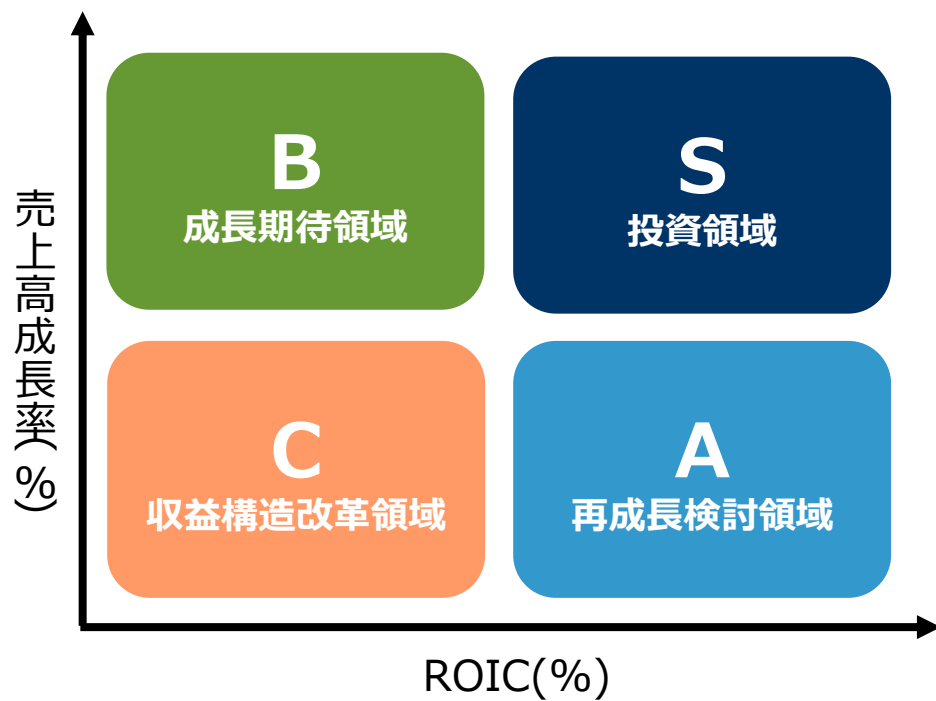 売上高成長率(%)
B
成長期待領域
S
投資領域
C
収益構造改革領域
A
再成長検討領域
ROIC(%)